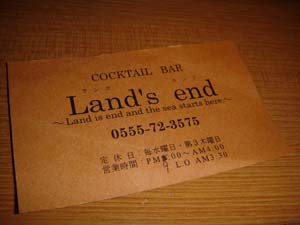 COCKTAIL BAR
ランズ エンド
Land's end
～Land is end and the sea starts here～
0555-72-3575
定休日：毎水曜日・第3木曜日
営業時間：PM :00～AM4:00
L・O AM3:30